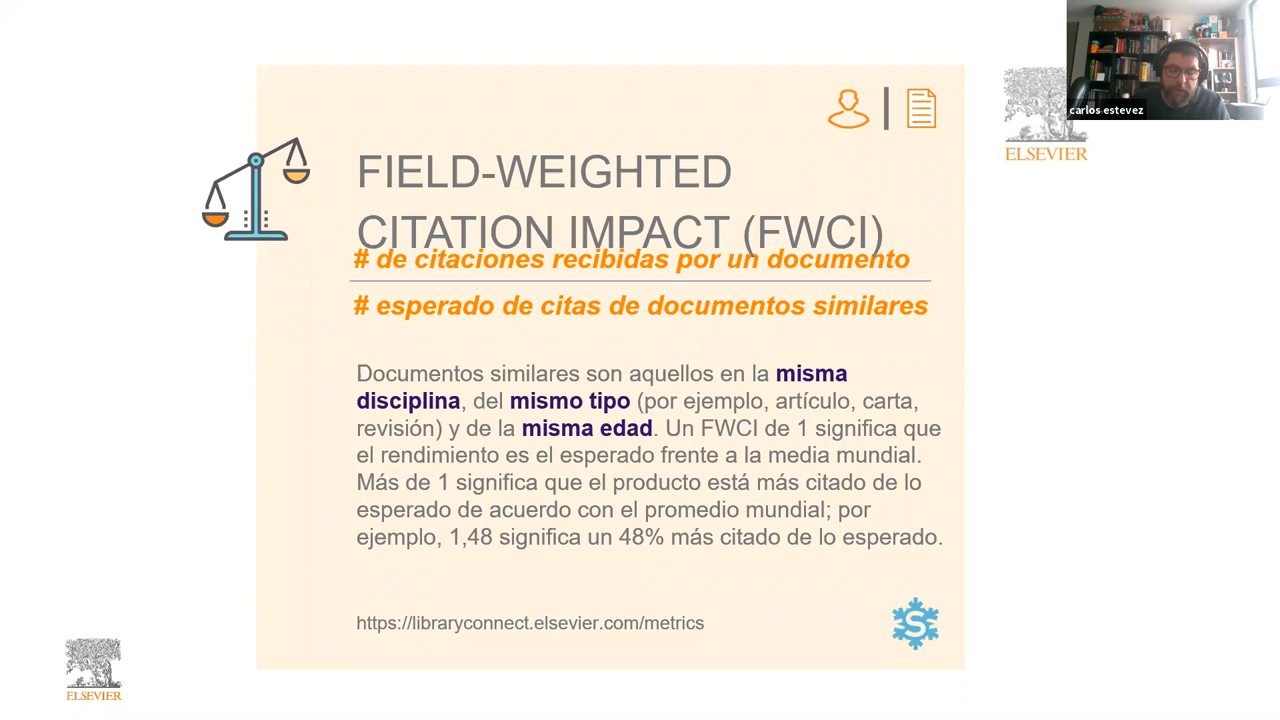 carlos estevez
ELSEVIER
FIELD-WEIGHTED
CITATION IMPACT (FWCI)
# de citaciones recibidas por un documento
# esperado de citas de documentos similares
Documentos similares son aquellos en la misma
disciplina, del mismo tipo (por ejemplo, artículo, carta,
revisión) y de la misma edad. Un FWCI de 1 significa que
el rendimiento es el esperado frente a la media mundial.
Más de 1 significa que el producto está más citado de lo
esperado de acuerdo con el promedio mundial; por
ejemplo, 1,48 significa un 48% más citado de lo esperado.
https://libraryconnect.elsevier.com/metrics
S
ELSEVIER